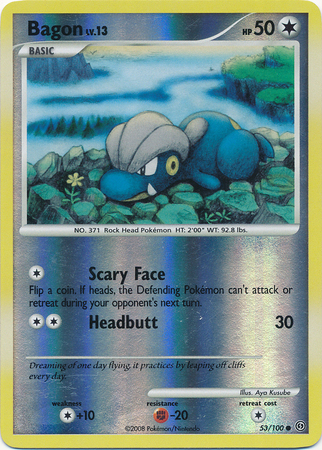 Bagon LV.13 HP 50
BASIC
NO. 371 Rock Head Pokémon HT: 2'00" WT: 92.8 lbs.
Scary Face
Flip a coin. If heads, the Defending Pokémon can't attack or
retreat during your opponent's next turn.
Headbutt 30
Dreaming of one day flying, it practices by leaping off cliffs
every day.
Illus. Aya Kusube
weakness resistance retreat cost
+10 -20
©2008 Pokémon/Nintendo 53/100